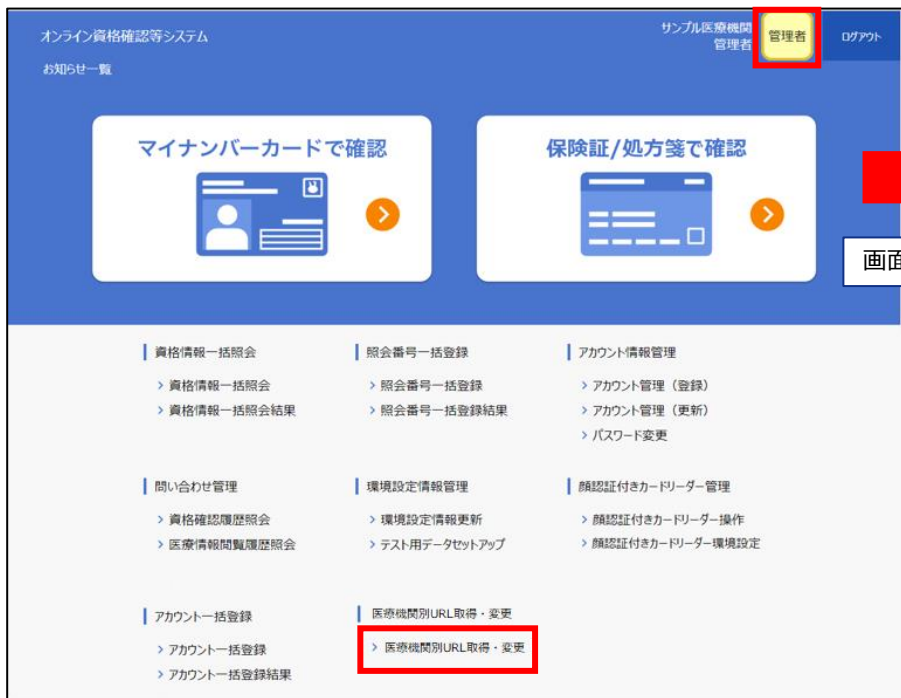 オンライン資格確認等システム
サンプル医療機関
管理者
管理者
ログアウト
お知らせ一覧
マイナンバーカードで確認
保険証/処方箋で確認
画面
資格情報一括照会
資格情報一括照会
資格情報一括照会結果
照会番号一括登録
照会番号一括登録
照会番号一括登録結果
アカウント情報管理
アカウント管理（登録）
アカウント管理（更新）
パスワード変更
問い合わせ管理
資格確認履歴照会
医療情報閲覧履歴照会
環境設定情報管理
環境設定情報更新
テスト用データセットアップ
顔認証付きカードリーダー管理
顔認証付きカードリーダー操作
顔認証付きカードリーダー環境設定
アカウント一括登録
アカウント一括登録
アカウント一括登録結果
医療機関別URL取得・変更
医療機関別URL取得・変更